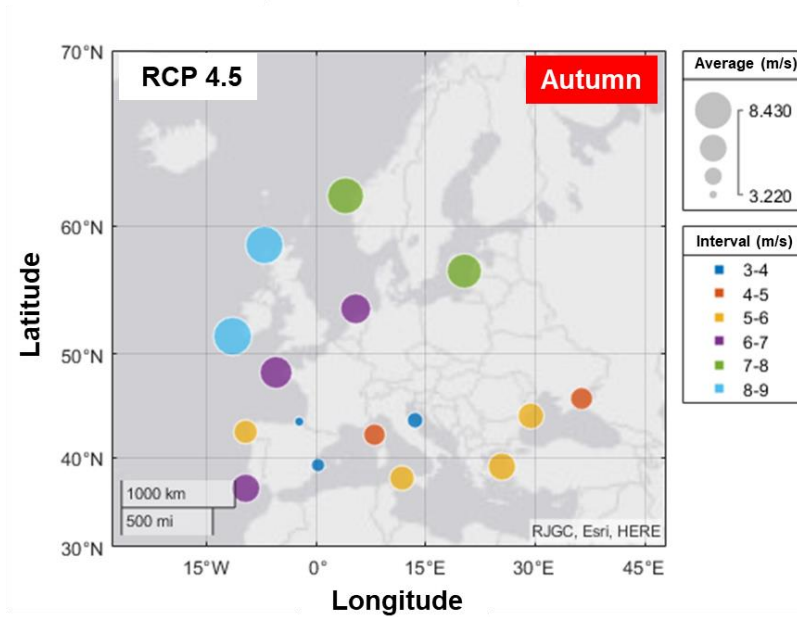 RCP 4.5
Autumn
70°N
60°N
50°N
40°N
30°N
Latitude
1000 km
500 mi
RJGC, Esri, HERE
15°W
0°
15°E
30°E
45°E
Longitude
Average (m/s)
8.430
3.220
Interval (m/s)
3-4
4-5
5-6
6-7
7-8
8-9